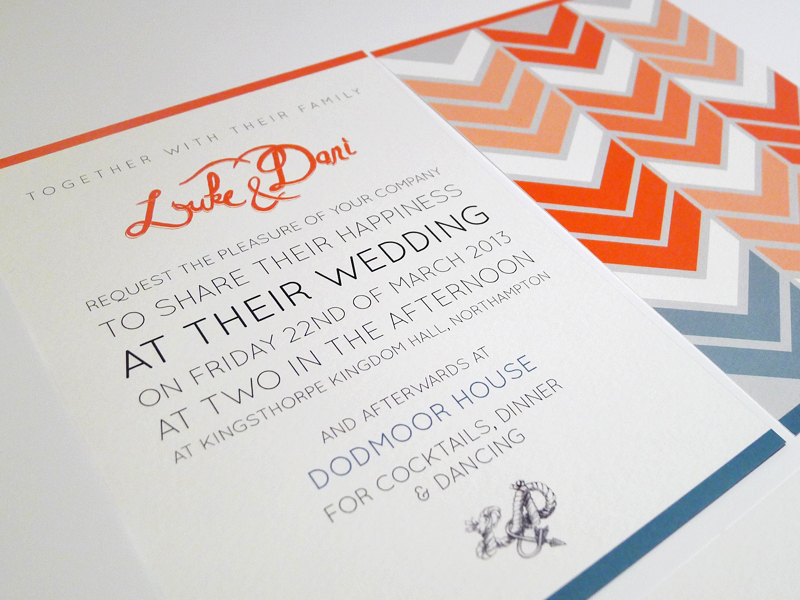 TOGETHER WITH THEIR FAMILY
Luke & Dani
REQUEST THE PLEASURE OF YOUR COMPANY
TO SHARE THEIR HAPPINESS
AT THEIR WEDDING
ON FRIDAY 22ND OF MARCH 2013
AT TWO IN THE AFTERNOON
AT KINGSTHORPE KINGDOM HALL, NORTHAMPTON
AND AFTERWARDS AT
DODMOOR HOUSE
FOR COCKTAILS, DINNER
& DANCING